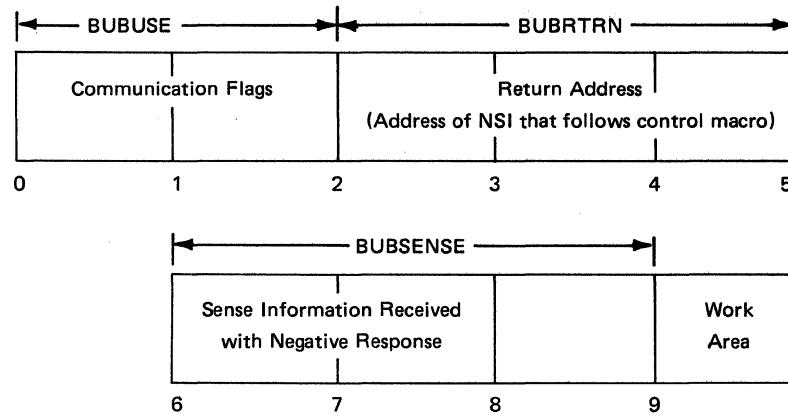 BUBUSE BUBRTRN
Communication Flags Return Address
(Address of NSI that follows control macro)
0 1 2 3 4 5
BUBSENSE
Sense Information Received Work
with Negative Response Area
6 7 8 9